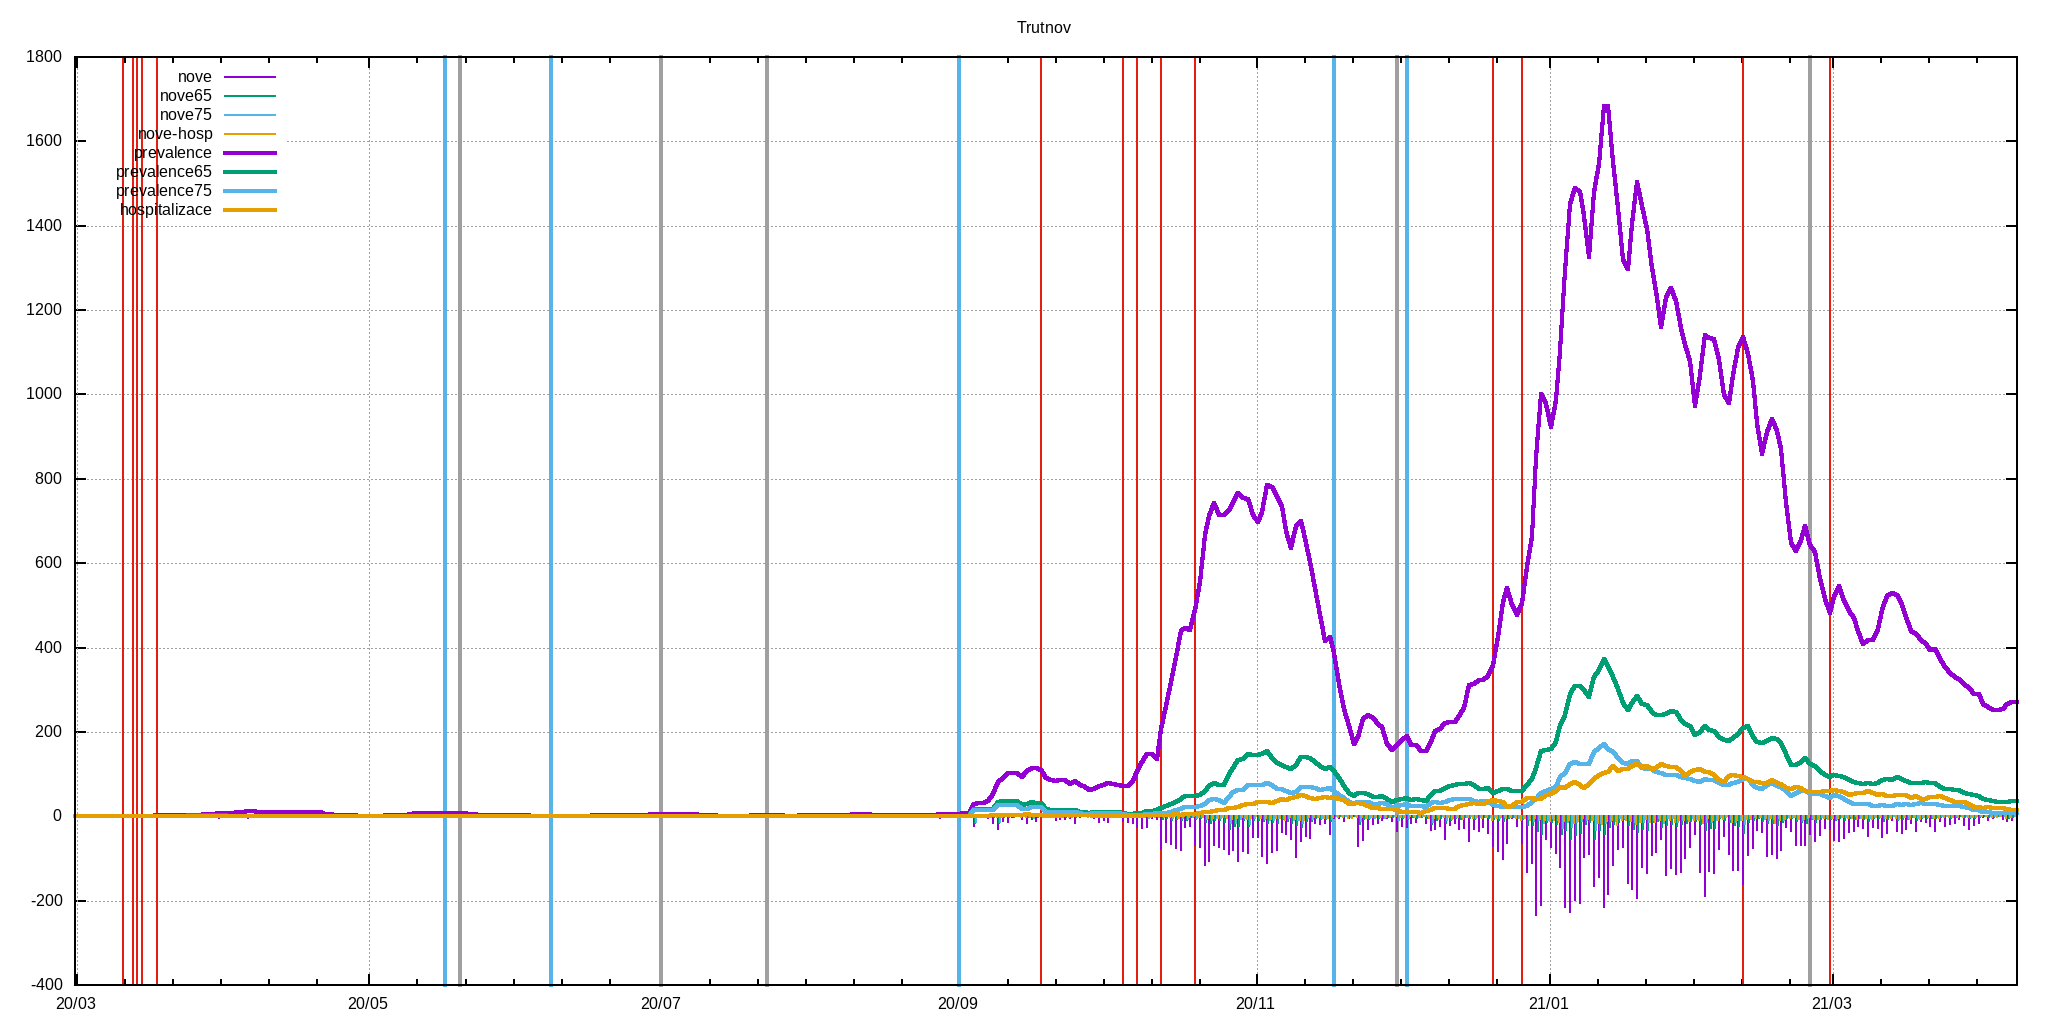 Trutnov
1800
1600
1400
1200
1000
800
600
400
200
0
-200
-400
nove
nove65
nove75
nove-hosp
prevalence
prevalence65
prevalence75
hospitalizace
20/03 20/05 20/07 20/09 20/11 21/01 21/03